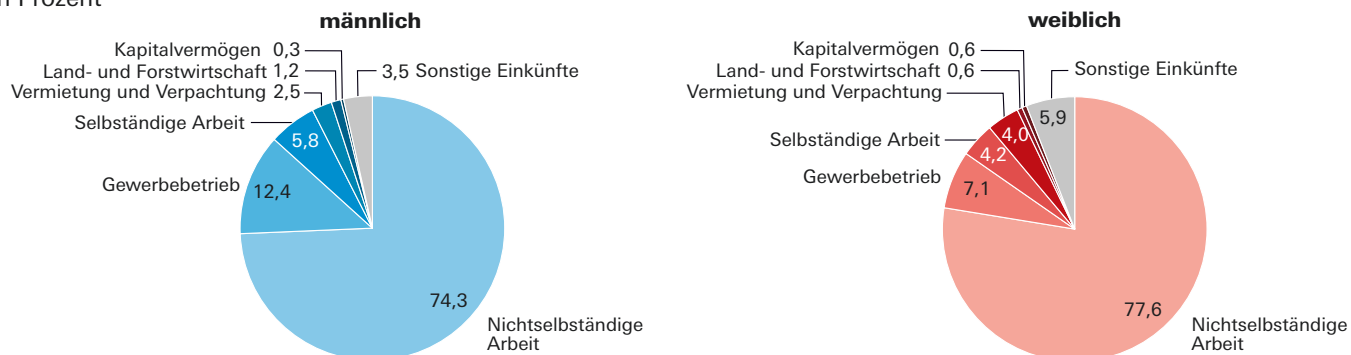 n Prozent
männlich
Kapitalvermögen 0,3
Land- und Forstwirtschaft 1,2
Vermietung und Verpachtung 2,5
3,5 Sonstige Einkünfte
Selbständige Arbeit
5,8
Gewerbebetrieb
12,4
74,3
Nichtselbständige
Arbeit
weiblich
Kapitalvermögen 0,6
Land- und Forstwirtschaft 0,6
Vermietung und Verpachtung
Sonstige Einkünfte
5,9
4,0
Selbständige Arbeit
4,2
Gewerbebetrieb
7,1
77,6
Nichtselbständige
Arbeit